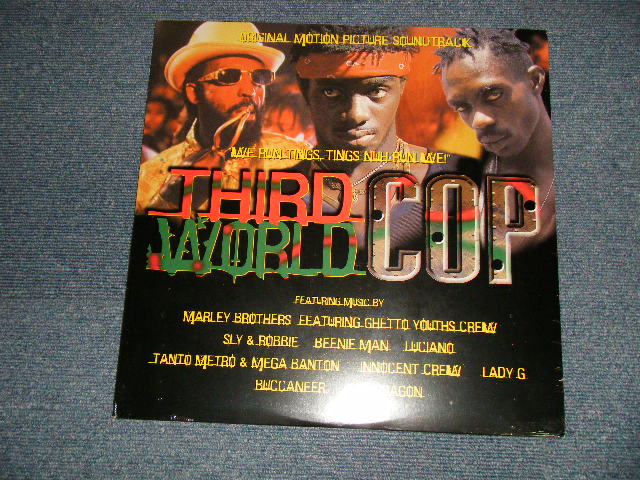 ORIGINAL MOTION PICTURE SOUNDTRACK
"WE RUN TINGS, TINGS NUH RUN WE!"
THIRD
WORLD COP
FEATURING MUSIC BY
MARLEY BROTHERS FEATURING GHETTO YOUTHS CREW
SLY & ROBBIE BEENIE MAN LUCIANO
TANTO METRO & MEGA BANTON INNOCENT CREW LADY G
BUCCANEER